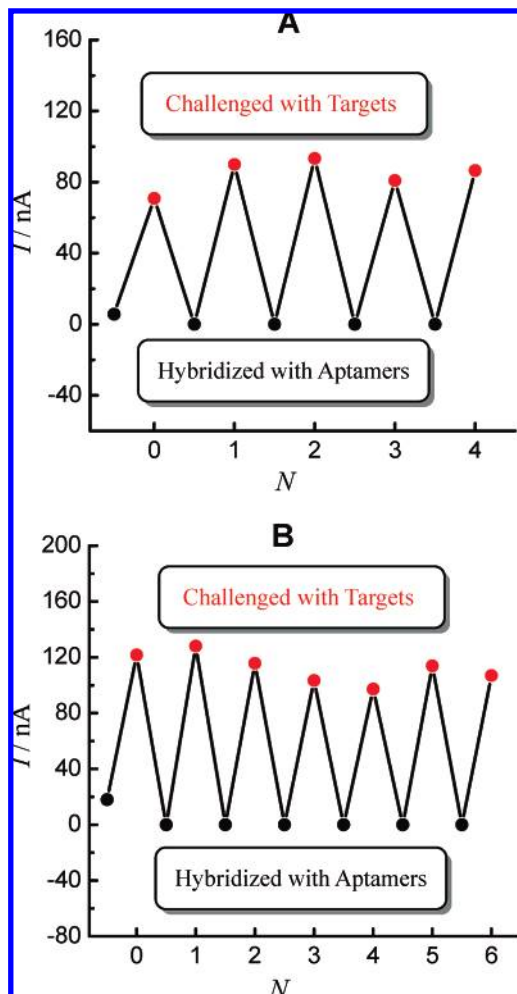 A
160
120
80
40
0
-40
I / nA
Challenged with Targets
Hybridized with Aptamers
0 1 2 3 4
N
B
200
160
120
80
40
0
-40
-80
I / nA
Challenged with Targets
Hybridized with Aptamers
0 1 2 3 4 5 6
N